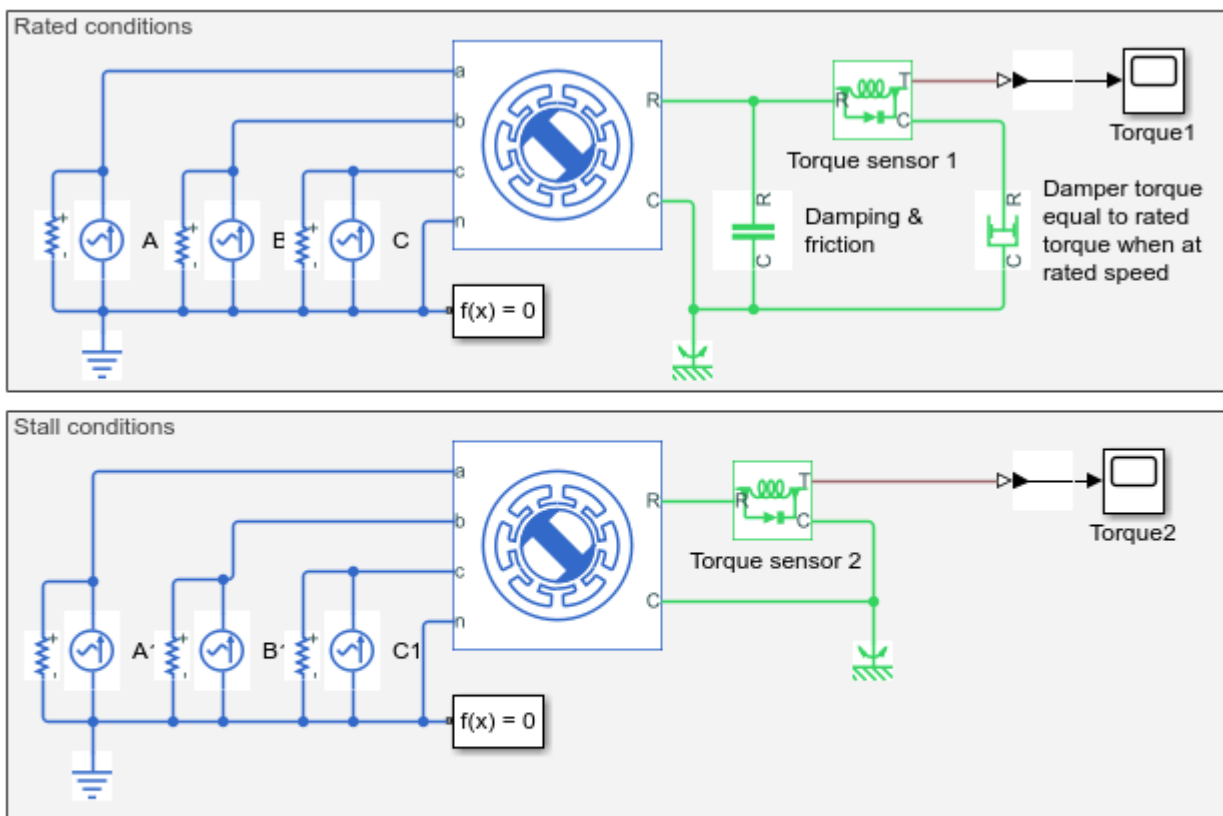 Rated conditions
a
b
c
n
R
C
A
B
C
+
-
+
-
+
-
f(x) = 0
R
T
C
Torque sensor 1
Torque1
R
C
Damping &
friction
R
C
Damper torque
equal to rated
torque when at
rated speed
Stall conditions
a
b
c
n
R
C
A1
B1
C1
+
-
+
-
+
-
f(x) = 0
R
T
C
Torque sensor 2
Torque2